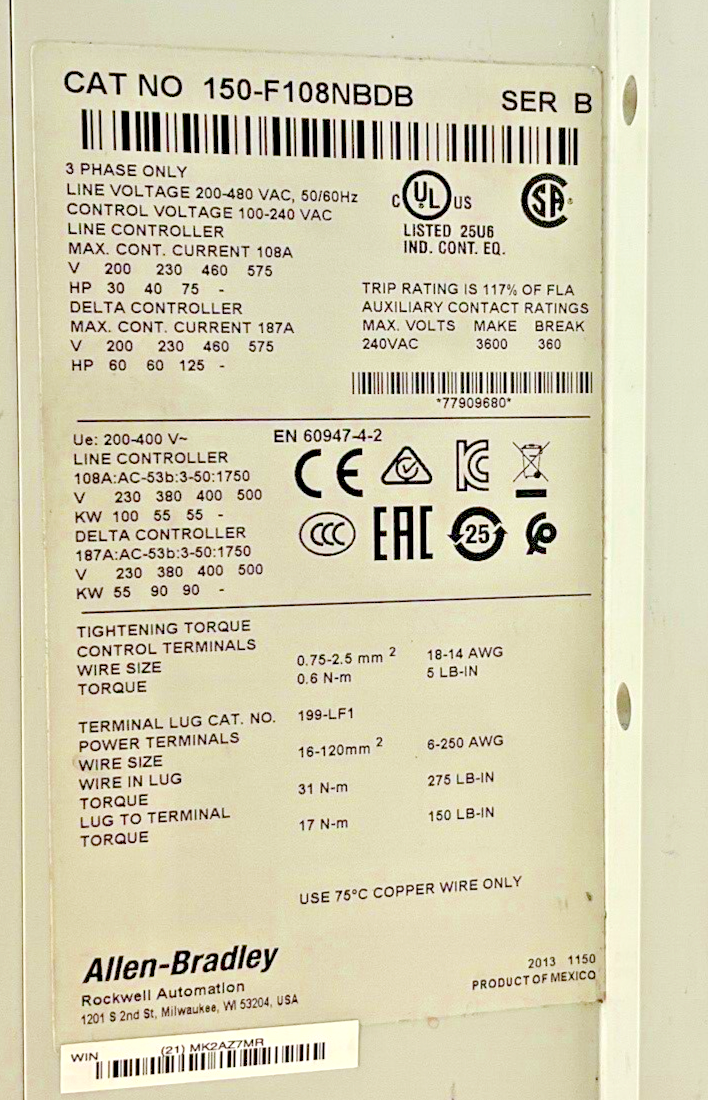 CAT NO 150-F108NBDB SER B
3 PHASE ONLY
LINE VOLTAGE 200-480 VAC, 50/60Hz
CONTROL VOLTAGE 100-240 VAC
LINE CONTROLLER
MAX. CONT. CURRENT 108A
V 200 230 460 575
HP 30 40 75 -
DELTA CONTROLLER
MAX. CONT. CURRENT 187A
V 200 230 460 575
HP 60 60 125 -
C UL US
LISTED 25U6
IND. CONT. EQ.
SA
TRIP RATING IS 117% OF FLA
AUXILIARY CONTACT RATINGS
MAX. VOLTS MAKE BREAK
240VAC 3600 360
*77909680*
Ue: 200-400 V~ EN 60947-4-2
LINE CONTROLLER
108A:AC-53b:3-50:1750
V 230 380 400 500
KW 100 55 55 -
DELTA CONTROLLER
187A:AC-53b:3-50:1750
V 230 380 400 500
KW 55 90 90 -
CE KC
CCC EAC 25
TIGHTENING TORQUE
CONTROL TERMINALS
WIRE SIZE 0.75-2.5 mm 2 18-14 AWG
TORQUE 0.6 N-m 5 LB-IN
TERMINAL LUG CAT. NO. 199-LF1
POWER TERMINALS
WIRE SIZE 16-120mm 2 6-250 AWG
WIRE IN LUG
TORQUE 31 N-m 275 LB-IN
LUG TO TERMINAL
TORQUE 17 N-m 150 LB-IN
USE 75°C COPPER WIRE ONLY
Allen-Bradley
Rockwell Automation
1201 S 2nd St, Milwaukee, WI 53204, USA
2013 1150
PRODUCT OF MEXICO
WIN (21) MK2AZ7MR